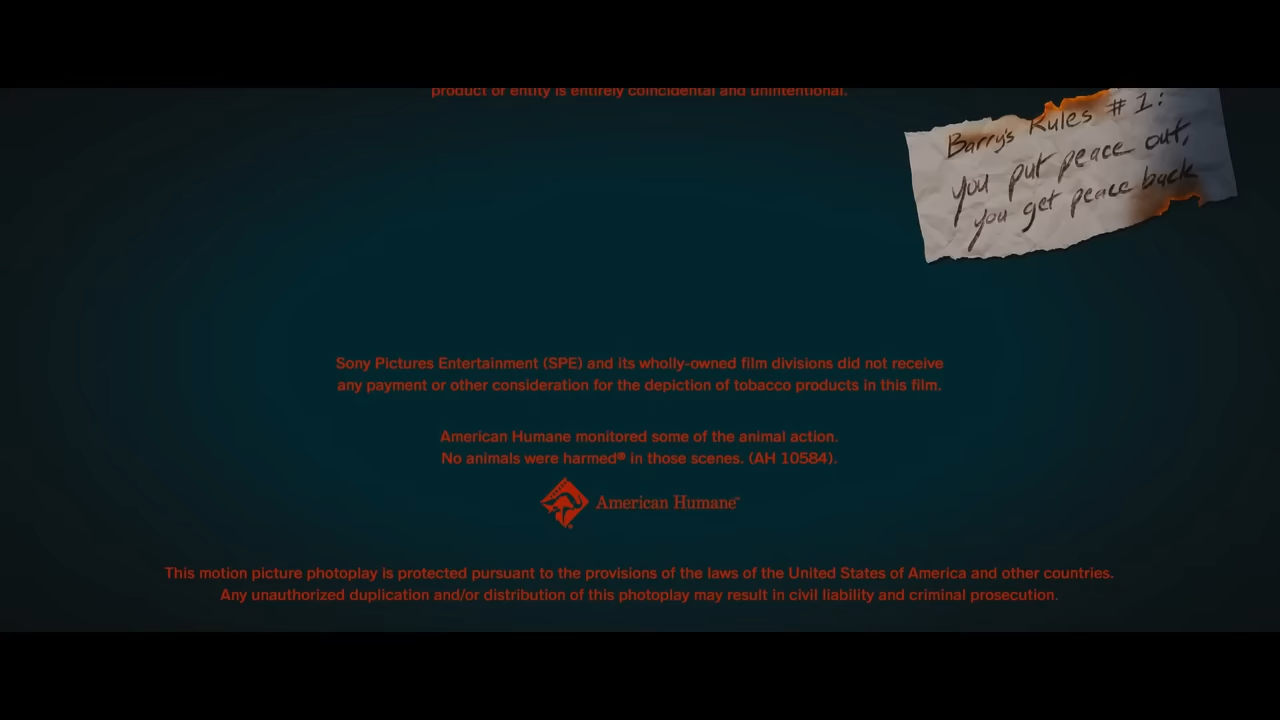 product or entity is entirely coincidental and unintentional.
Barry's Rules # 1:
you put peace out,
you get peace back
Sony Pictures Entertainment (SPE) and its wholly-owned film divisions did not receive
any payment or other consideration for the depiction of tobacco products in this film.
American Humane monitored some of the animal action.
No animals were harmed® in those scenes. (AH 10584).
American Humane™
This motion picture photoplay is protected pursuant to the provisions of the laws of the United States of America and other countries.
Any unauthorized duplication and/or distribution of this photoplay may result in civil liability and criminal prosecution.